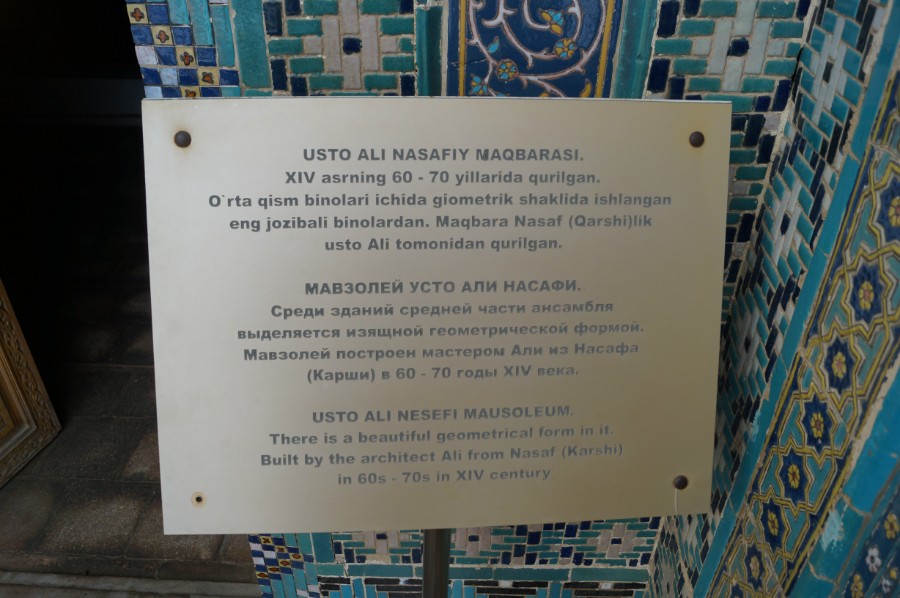 USTO ALI NASAFIY MAQBARASI.
XIV asrning 60 - 70 yillarida qurilgan.
O`rta qism binolari ichida giometrik shaklida ishlangan
eng jozibali binolardan. Maqbara Nasaf (Qarshi)lik
usto Ali tomonidan qurilgan.
МАВЗОЛЕЙ УСТО АЛИ НАСАФИ.
Среди зданий средней части ансамбля
выделяется изящной геометрической формой.
Мавзолей построен мастером Али из Насафа
(Карши) в 60 - 70 годы XIV века.
USTO ALI NESEFI MAUSOLEUM.
There is a beautiful geometrical form in it.
Built by the architect Ali from Nasaf (Karshi)
in 60s - 70s in XIV century